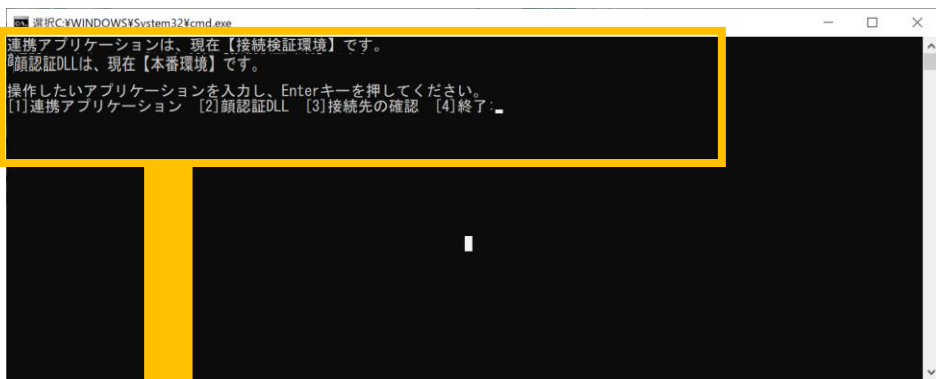 選択C:¥WINDOWS¥System32¥cmd.exe
連携アプリケーションは、現在【接続検証環境】です。
顔認証DLLは、現在【本番環境】です。
操作したいアプリケーションを入力し、Enterキーを押してください。
[1]連携アプリケーション [2]顔認証DLL [3]接続先の確認 [4]終了: